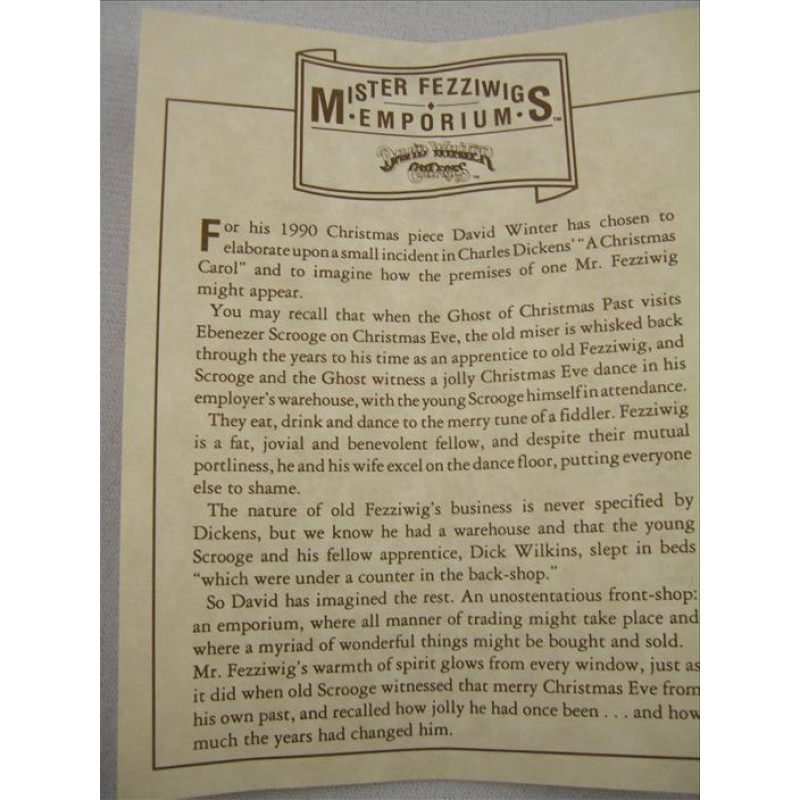 MISTER FEZZIWIGS
·EMPORIUM·™
DAVID WINTER
COTTAGES™
For his 1990 Christmas piece David Winter has chosen to
elaborate upon a small incident in Charles Dickens' "A Christmas
Carol" and to imagine how the premises of one Mr. Fezziwig
might appear.
You may recall that when the Ghost of Christmas Past visits
Ebenezer Scrooge on Christmas Eve, the old miser is whisked back
through the years to his time as an apprentice to old Fezziwig, and
Scrooge and the Ghost witness a jolly Christmas Eve dance in his
employer's warehouse, with the young Scrooge himself in attendance.
They eat, drink and dance to the merry tune of a fiddler. Fezziwig
is a fat, jovial and benevolent fellow, and despite their mutual
portliness, he and his wife excel on the dance floor, putting everyone
else to shame.
The nature of old Fezziwig's business is never specified by
Dickens, but we know he had a warehouse and that the young
Scrooge and his fellow apprentice, Dick Wilkins, slept in beds
"which were under a counter in the back-shop."
So David has imagined the rest. An unostentatious front-shop:
an emporium, where all manner of trading might take place and
where a myriad of wonderful things might be bought and sold.
Mr. Fezziwig's warmth of spirit glows from every window, just as
it did when old Scrooge witnessed that merry Christmas Eve from
his own past, and recalled how jolly he had once been . . . and how
much the years had changed him.